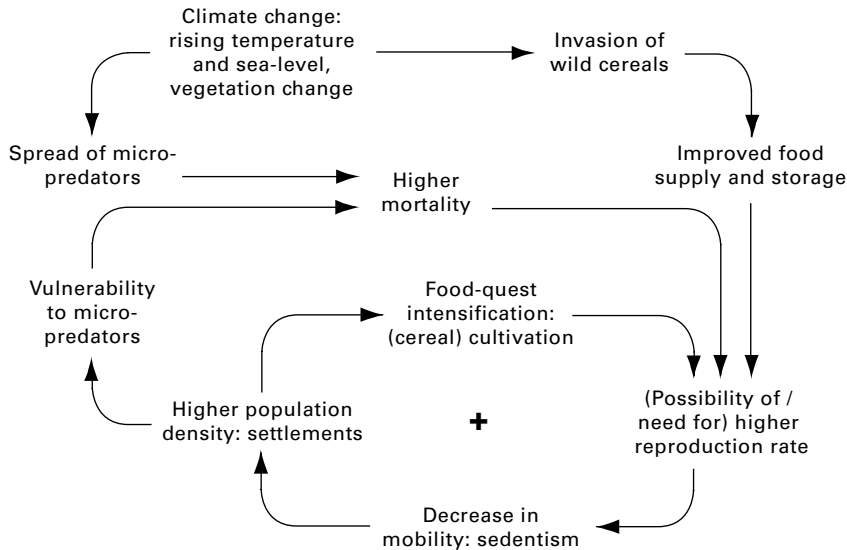 Climate change:
rising temperature
and sea-level,
vegetation change
Invasion of
wild cereals
Spread of micro-
predators
Higher
mortality
Improved food
supply and storage
Vulnerability
to micro-
predators
Food-quest
intensification:
(cereal) cultivation
Higher population
density: settlements
+
(Possibility of /
need for) higher
reproduction rate
Decrease in
mobility: sedentism